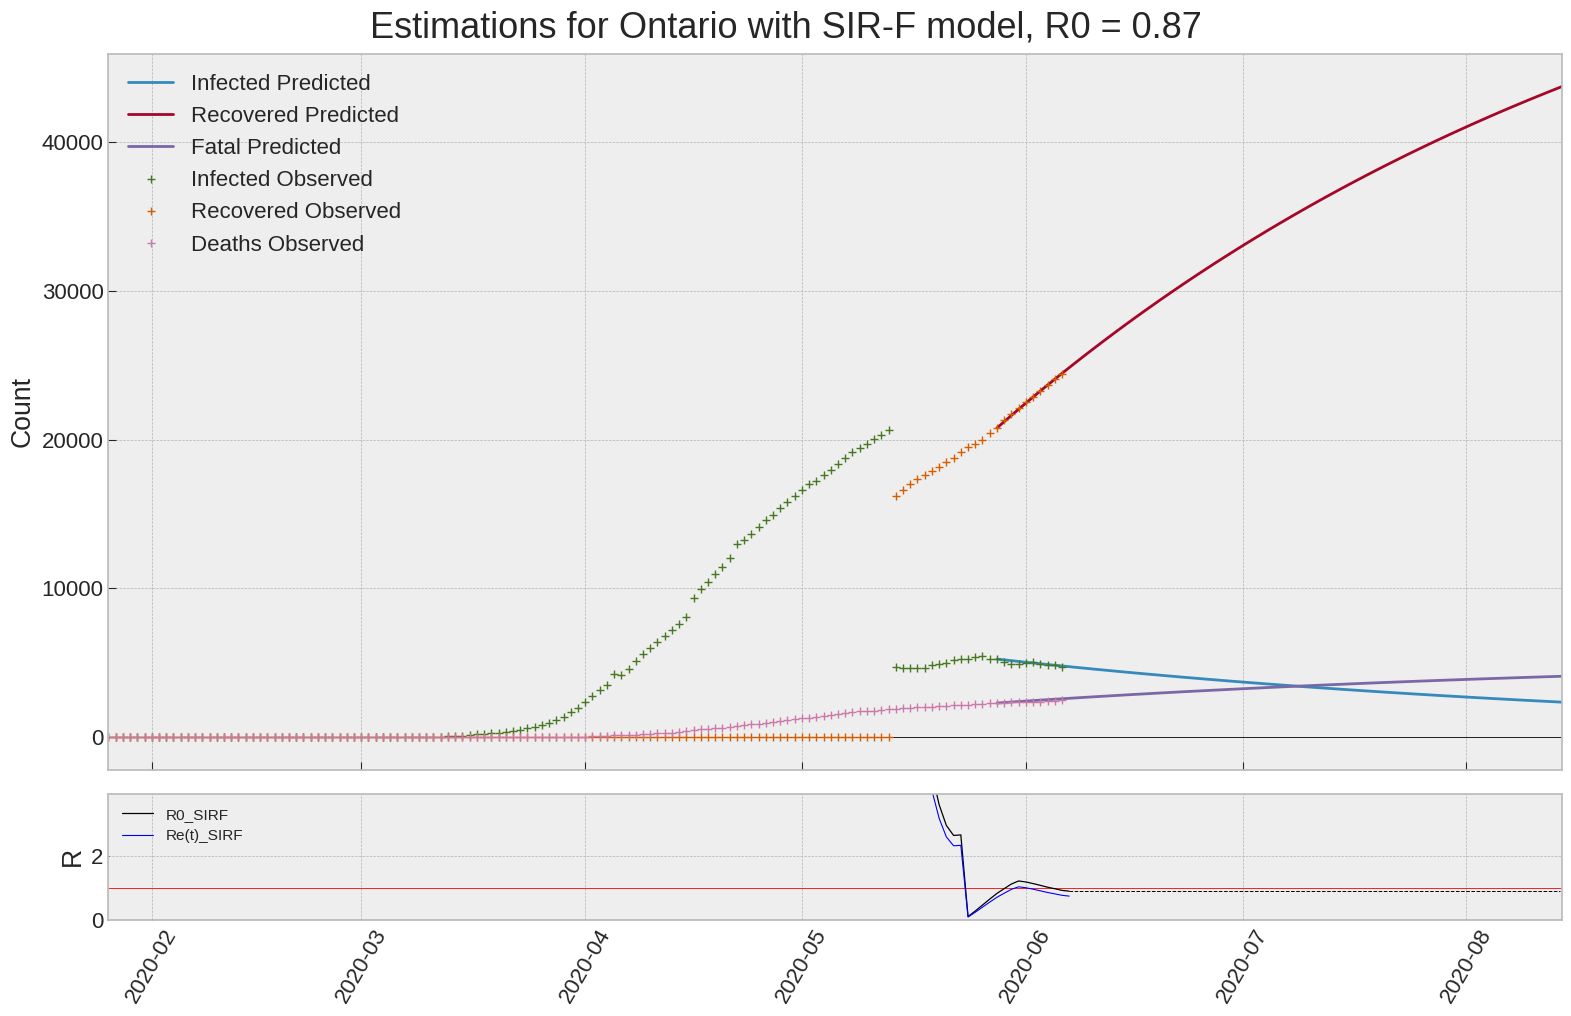 Estimations for Ontario with SIR-F model, R0 = 0.87
Infected Predicted
Recovered Predicted
Fatal Predicted
Infected Observed
Recovered Observed
Deaths Observed
40000
30000
20000
10000
0
Count
R0_SIRF
Re(t)_SIRF
R
2
0
2020-02
2020-03
2020-04
2020-05
2020-06
2020-07
2020-08